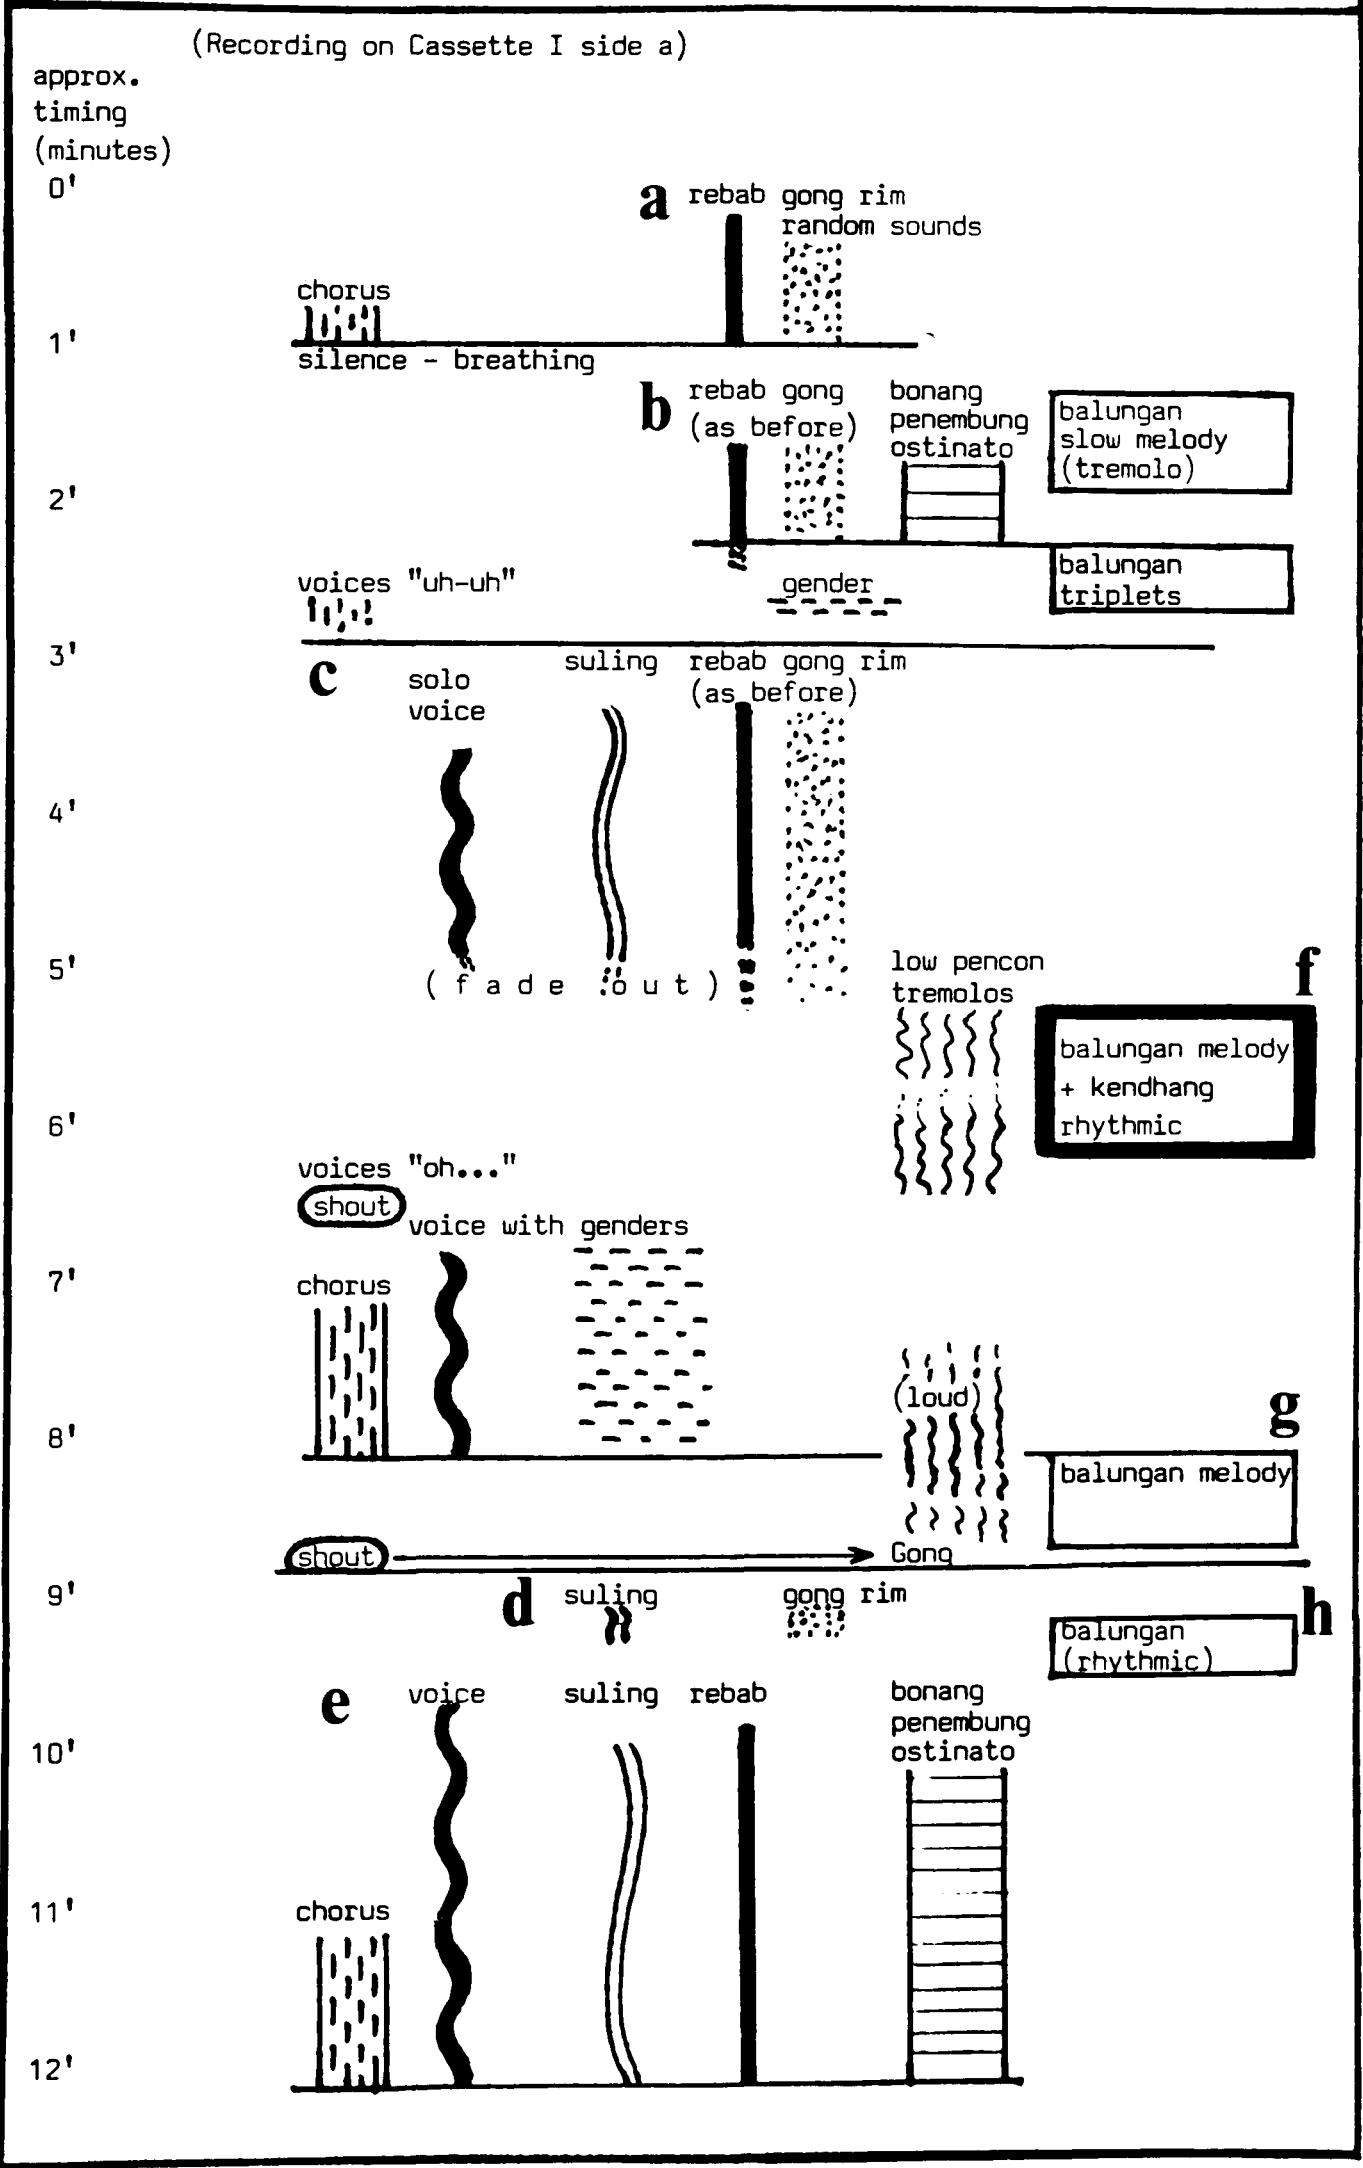 (Recording on Cassette I side a)
approx.
timing
(minutes)
0'
a rebab gong rim
random sounds
chorus
1'
silence - breathing
b rebab gong
(as before)
bonang
penembung
ostinato
balungan
slow melody
(tremolo)
2'
balungan
triplets
voices "uh-uh"
gender
3'
c solo
voice
suling
rebab gong rim
(as before)
4'
5'
(fade out)
low pencon
tremolos
f
balungan melody
+ kendhang
rhythmic
6'
voices "oh..."
shout
voice with genders
7'
chorus
(loud)
8'
g
balungan melody
shout
Gong
9'
d suling
gong rim
h
balungan
(rhythmic)
e voice
suling
rebab
bonang
penembung
ostinato
10'
11'
chorus
12'